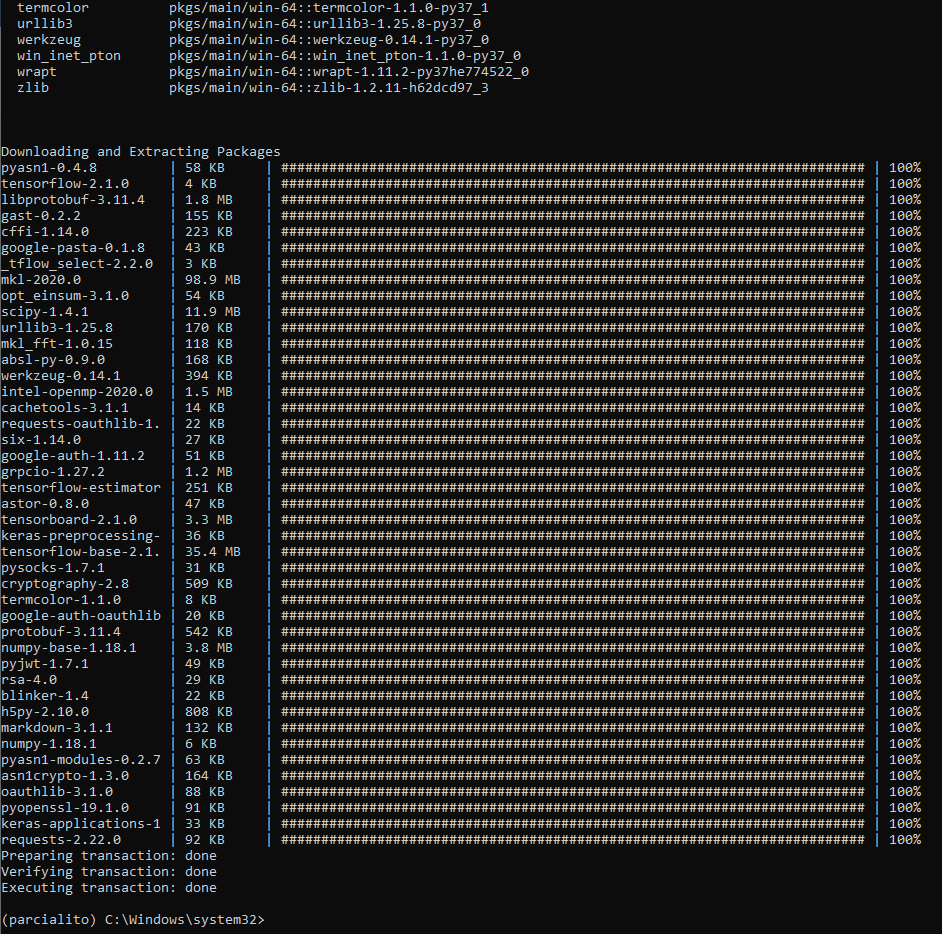 termcolor          pkgs/main/win-64::termcolor-1.1.0-py37_1
urllib3            pkgs/main/win-64::urllib3-1.25.8-py37_0
werkzeug           pkgs/main/win-64::werkzeug-0.14.1-py37_0
win_inet_pton      pkgs/main/win-64::win_inet_pton-1.1.0-py37_0
wrapt              pkgs/main/win-64::wrapt-1.11.2-py37he774522_0
zlib               pkgs/main/win-64::zlib-1.2.11-h62dcd97_3
Downloading and Extracting Packages
pyasn1-0.4.8         | 58 KB     | ######################################################################### | 100%
tensorflow-2.1.0     | 4 KB      | ######################################################################### | 100%
libprotobuf-3.11.4   | 1.8 MB    | ######################################################################### | 100%
gast-0.2.2           | 155 KB    | ######################################################################### | 100%
cffi-1.14.0          | 223 KB    | ######################################################################### | 100%
google-pasta-0.1.8   | 43 KB     | ######################################################################### | 100%
_tflow_select-2.2.0  | 3 KB      | ######################################################################### | 100%
mkl-2020.0           | 98.9 MB   | ######################################################################### | 100%
opt_einsum-3.1.0     | 54 KB     | ######################################################################### | 100%
scipy-1.4.1          | 11.9 MB   | ######################################################################### | 100%
urllib3-1.25.8       | 170 KB    | ######################################################################### | 100%
mkl_fft-1.0.15       | 118 KB    | ######################################################################### | 100%
absl-py-0.9.0        | 168 KB    | ######################################################################### | 100%
werkzeug-0.14.1      | 394 KB    | ######################################################################### | 100%
intel-openmp-2020.0  | 1.5 MB    | ######################################################################### | 100%
cachetools-3.1.1     | 14 KB     | ######################################################################### | 100%
requests-oauthlib-1. | 22 KB     | ######################################################################### | 100%
six-1.14.0           | 27 KB     | ######################################################################### | 100%
google-auth-1.11.2   | 51 KB     | ######################################################################### | 100%
grpcio-1.27.2        | 1.2 MB    | ######################################################################### | 100%
tensorflow-estimator | 251 KB    | ######################################################################### | 100%
astor-0.8.0          | 47 KB     | ######################################################################### | 100%
tensorboard-2.1.0    | 3.3 MB    | ######################################################################### | 100%
keras-preprocessing- | 36 KB     | ######################################################################### | 100%
tensorflow-base-2.1. | 35.4 MB   | ######################################################################### | 100%
pysocks-1.7.1        | 31 KB     | ######################################################################### | 100%
cryptography-2.8     | 509 KB    | ######################################################################### | 100%
termcolor-1.1.0      | 8 KB      | ######################################################################### | 100%
google-auth-oauthlib | 20 KB     | ######################################################################### | 100%
protobuf-3.11.4      | 542 KB    | ######################################################################### | 100%
numpy-base-1.18.1    | 3.8 MB    | ######################################################################### | 100%
pyjwt-1.7.1          | 49 KB     | ######################################################################### | 100%
rsa-4.0              | 29 KB     | ######################################################################### | 100%
blinker-1.4          | 22 KB     | ######################################################################### | 100%
h5py-2.10.0          | 808 KB    | ######################################################################### | 100%
markdown-3.1.1       | 132 KB    | ######################################################################### | 100%
numpy-1.18.1         | 6 KB      | ######################################################################### | 100%
pyasn1-modules-0.2.7 | 63 KB     | ######################################################################### | 100%
asn1crypto-1.3.0     | 164 KB    | ######################################################################### | 100%
oauthlib-3.1.0       | 88 KB     | ######################################################################### | 100%
pyopenssl-19.1.0     | 91 KB     | ######################################################################### | 100%
keras-applications-1 | 33 KB     | ######################################################################### | 100%
requests-2.22.0      | 92 KB     | ######################################################################### | 100%
Preparing transaction: done
Verifying transaction: done
Executing transaction: done
(parcialito) C:\Windows\system32>